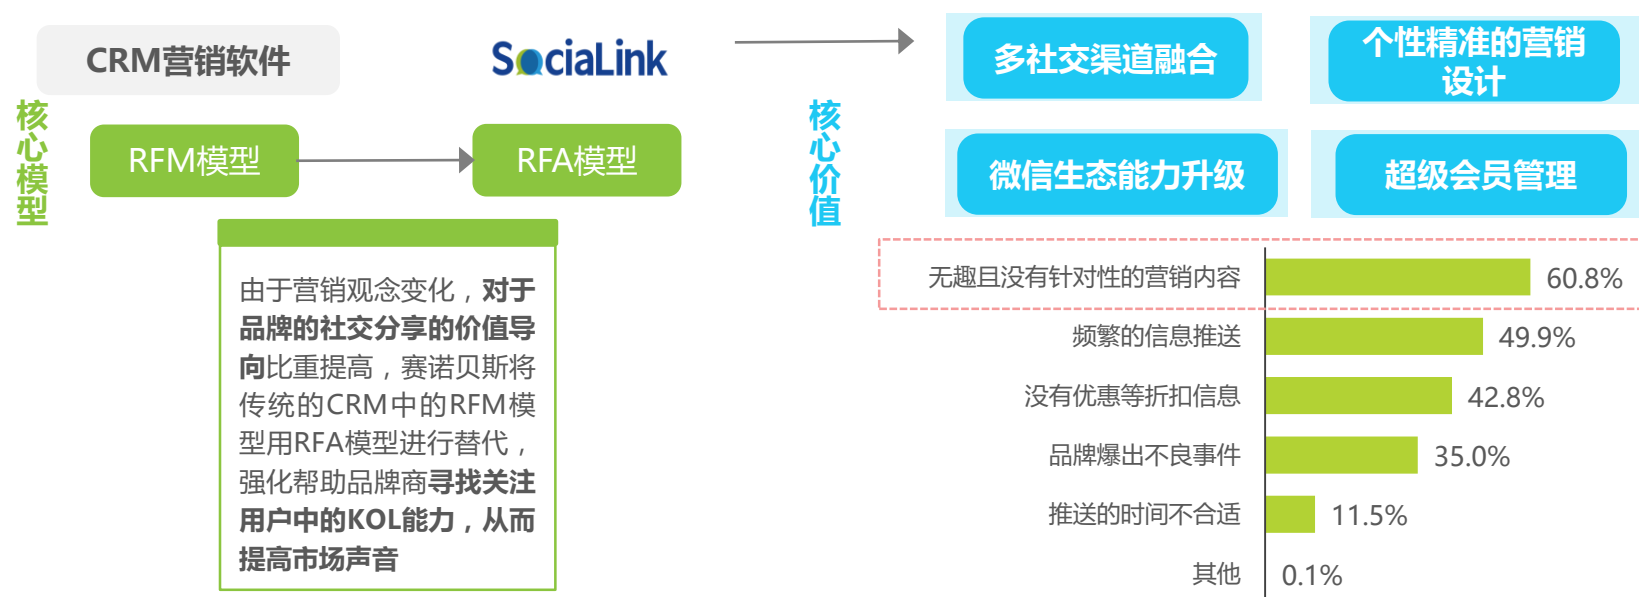 CRM营销软件
SociaLink
核心模型
RFM模型
RFA模型
由于营销观念变化，对于
品牌的社交分享的价值导
向比重提高，赛诺贝斯将
传统的CRM中的RFM模
型用RFA模型进行替代，
强化帮助品牌商寻找关注
用户中的KOL能力，从而
提高市场声音
核心价值
多社交渠道融合
个性精准的营销
设计
微信生态能力升级
超级会员管理
无趣且没有针对性的营销内容 60.8%
频繁的信息推送 49.9%
没有优惠等折扣信息 42.8%
品牌爆出不良事件 35.0%
推送的时间不合适 11.5%
其他 0.1%